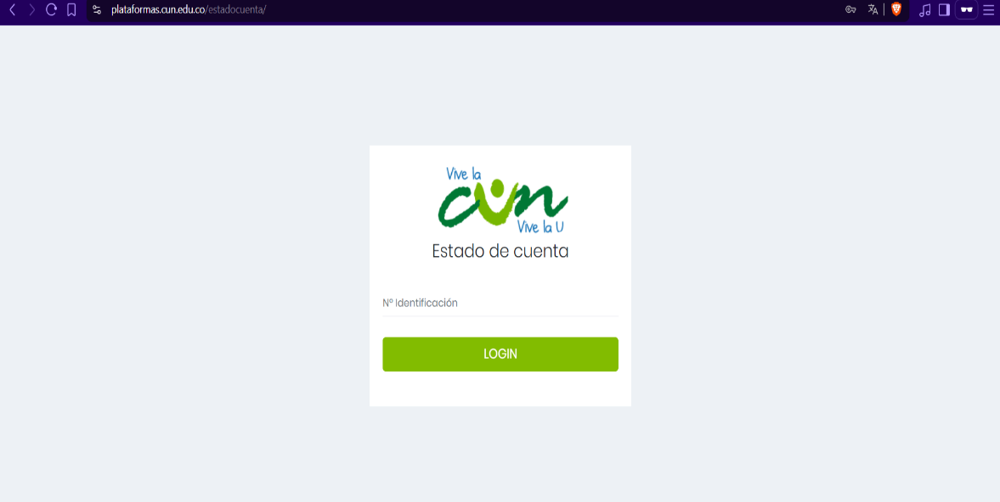 plataformas.cun.edu.co/estadocuenta/
Vive la
cun
Vive la U
Estado de cuenta
Nº Identificación
LOGIN